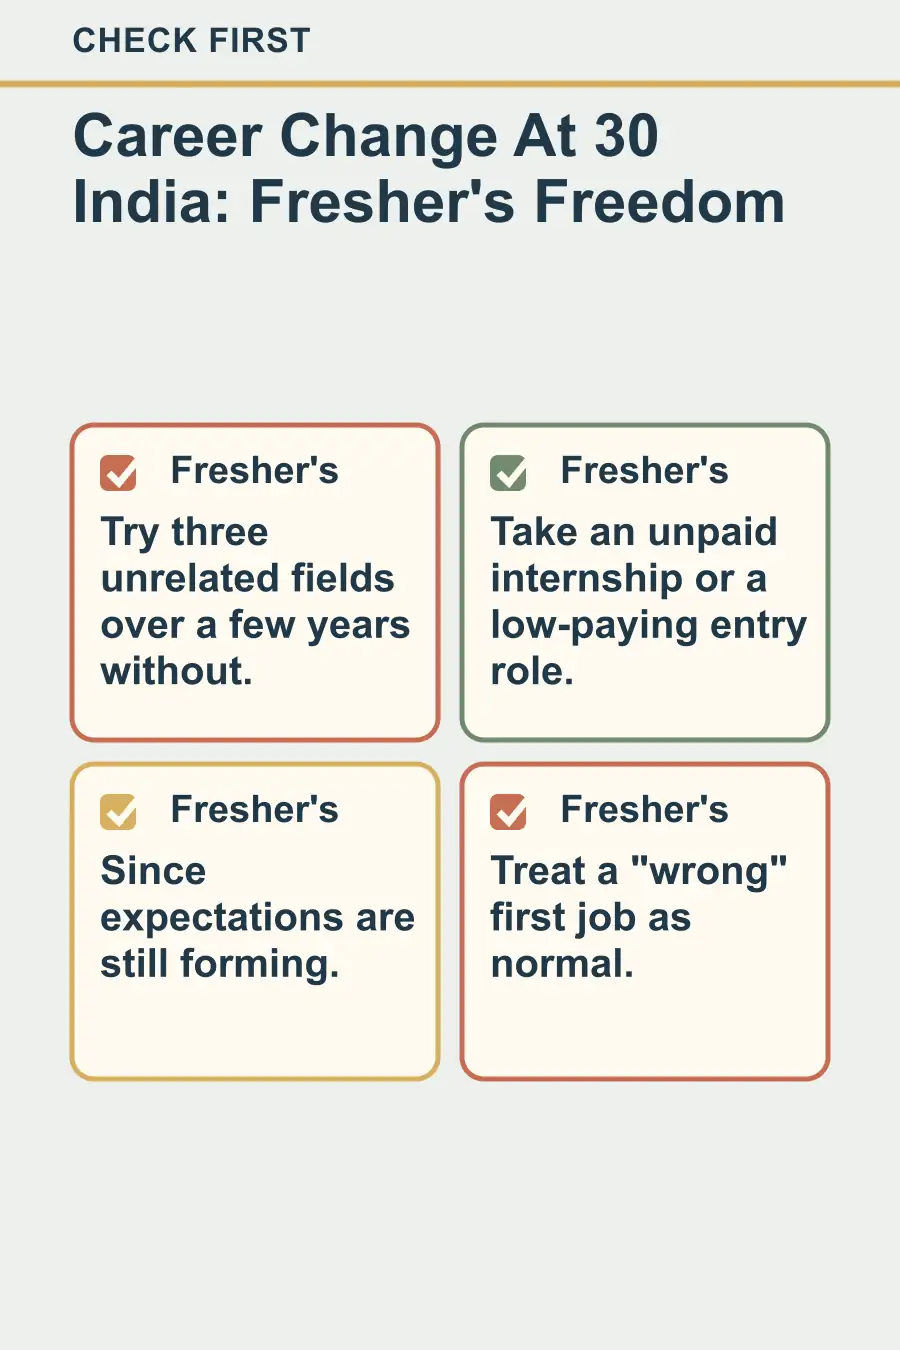 CHECK FIRST
Career Change At 30
India: Fresher's Freedom
Fresher's
Try three
unrelated fields
over a few years
without.
Fresher's
Take an unpaid
internship or a
low-paying entry
role.
Fresher's
Since
expectations are
still forming.
Fresher's
Treat a "wrong"
first job as
normal.